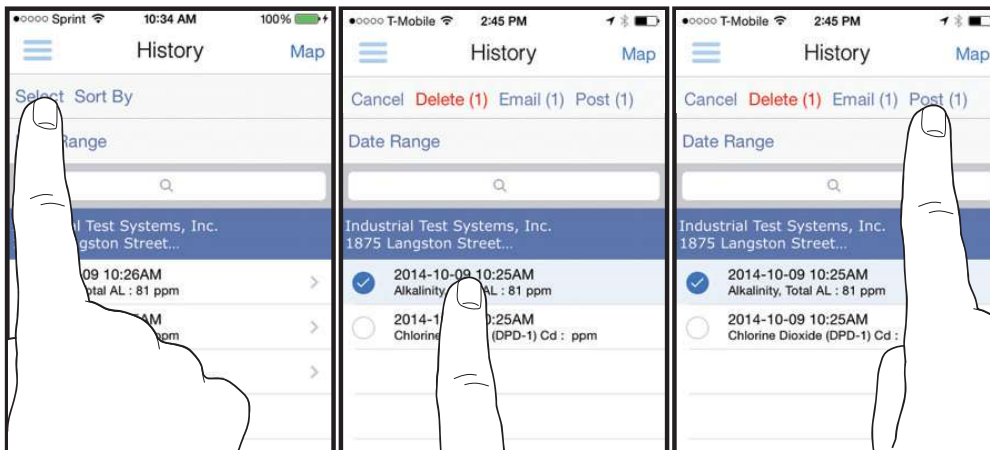 Sprint 10:34 AM 100%
History Map
Select Sort By
Range
l Test Systems, Inc.
gston Street...
09 10:26AM
otal AL : 81 ppm
AM
ppm
T-Mobile 2:45 PM
History Map
Cancel Delete (1) Email (1) Post (1)
Date Range
Industrial Test Systems, Inc.
1875 Langston Street...
2014-10-09 10:25AM
Alkalinity, AL : 81 ppm
2014-1 0:25AM
Chlorine (DPD-1) Cd : ppm
T-Mobile 2:45 PM
History Map
Cancel Delete (1) Email (1) Post (1)
Date Range
Industrial Test Systems, Inc.
1875 Langston Street...
2014-10-09 10:25AM
Alkalinity, Total AL : 81 ppm
2014-10-09 10:25AM
Chlorine Dioxide (DPD-1) Cd :